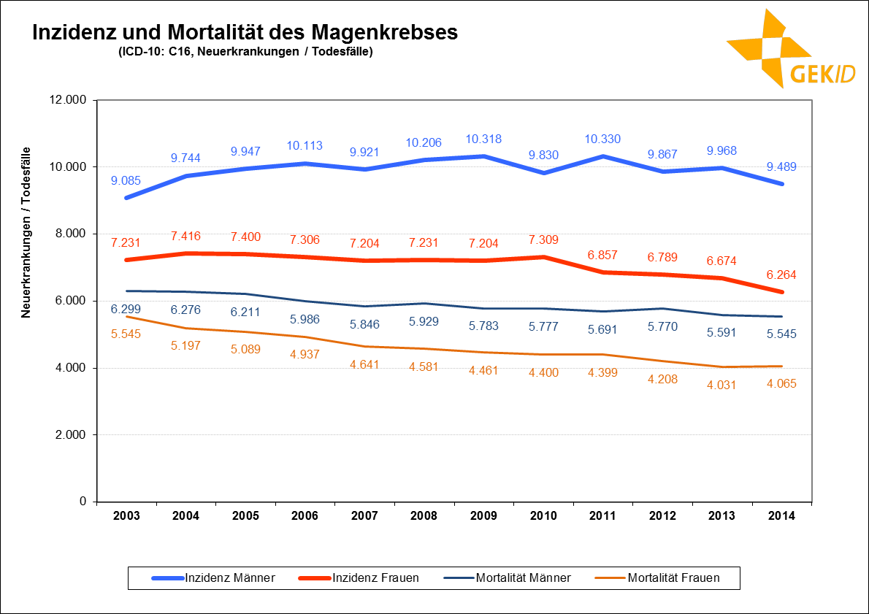 Inzidenz und Mortalität des Magenkrebses
(ICD-10: C16, Neuerkrankungen / Todesfälle)
GEKID
Neuerkrankungen / Todesfälle
12.000
10.000
8.000
6.000
4.000
2.000
0
9.085 9.744 9.947 10.113 9.921 10.206 10.318 9.830 10.330 9.867 9.968 9.489
7.231 7.416 7.400 7.306 7.204 7.231 7.204 7.309 6.857 6.789 6.674 6.264
6.299 6.276 6.211 5.986 5.846 5.929 5.783 5.777 5.691 5.770 5.591 5.545
5.545 5.197 5.089 4.937 4.641 4.581 4.461 4.400 4.399 4.208 4.031 4.065
2003 2004 2005 2006 2007 2008 2009 2010 2011 2012 2013 2014
Inzidenz Männer Inzidenz Frauen Mortalität Männer Mortalität Frauen